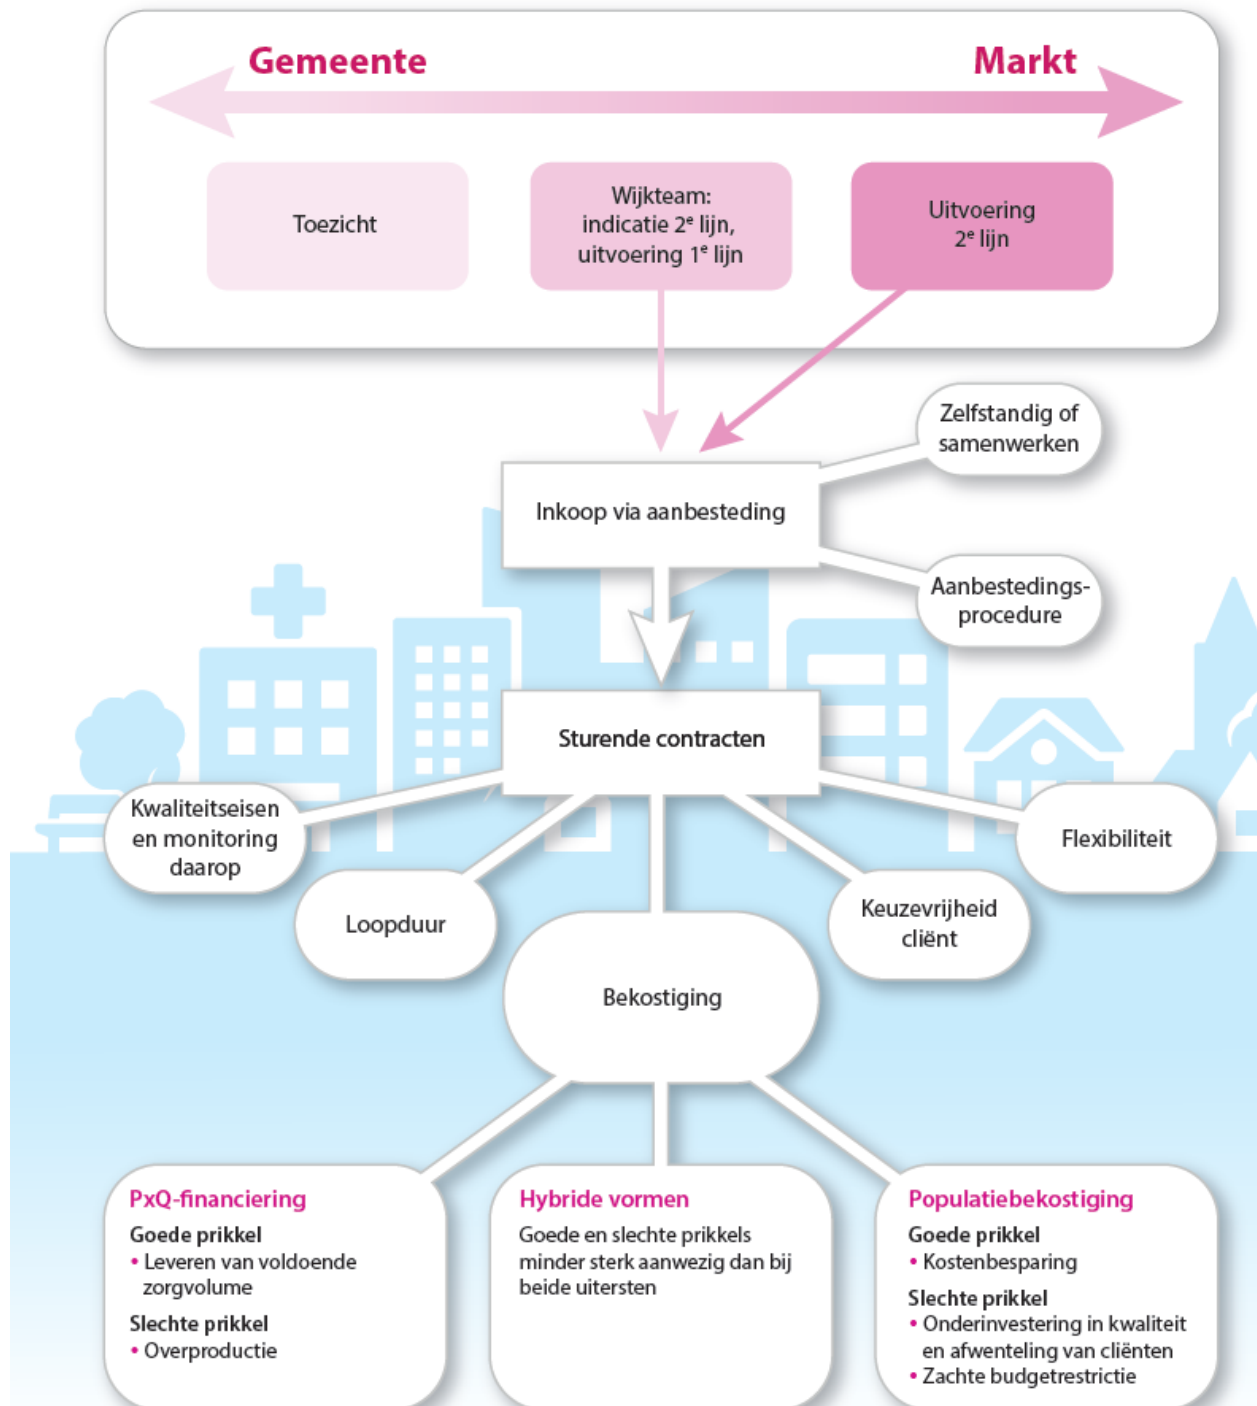 Gemeente
Markt
Toezicht
Wijkteam:
indicatie 2e lijn,
uitvoering 1e lijn
Uitvoering
2e lijn
Zelfstandig of
samenwerken
Inkoop via aanbesteding
Aanbestedings-
procedure
Sturende contracten
Kwaliteitseisen
en monitoring
daarop
Flexibiliteit
Loopduur
Keuzevrijheid
cliënt
Bekostiging
PxQ-financiering
Goede prikkel
• Leveren van voldoende
zorgvolume
Slechte prikkel
• Overproductie
Hybride vormen
Goede en slechte prikkels
minder sterk aanwezig dan bij
beide uitersten
Populatiebekostiging
Goede prikkel
• Kostenbesparing
Slechte prikkel
• Onderinvestering in kwaliteit
en afwenteling van cliënten
• Zachte budgetrestrictie